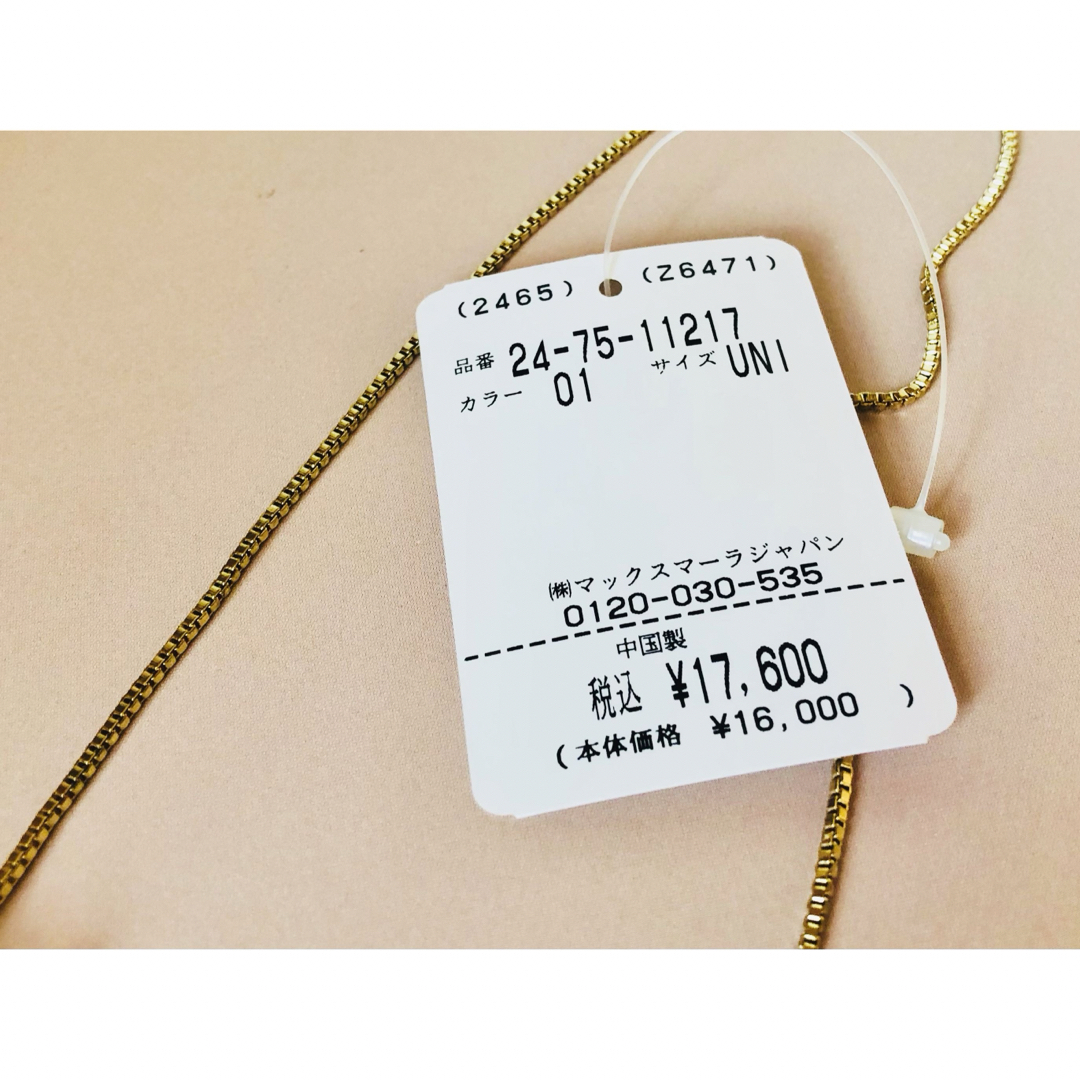 (2465) (Z6471)
品番 24-75-11217
カラー 01 サイズ UNI
㈱マックスマーラジャパン
0120-030-535
中国製
税込 ¥17,600
(本体価格 ¥16,000 )